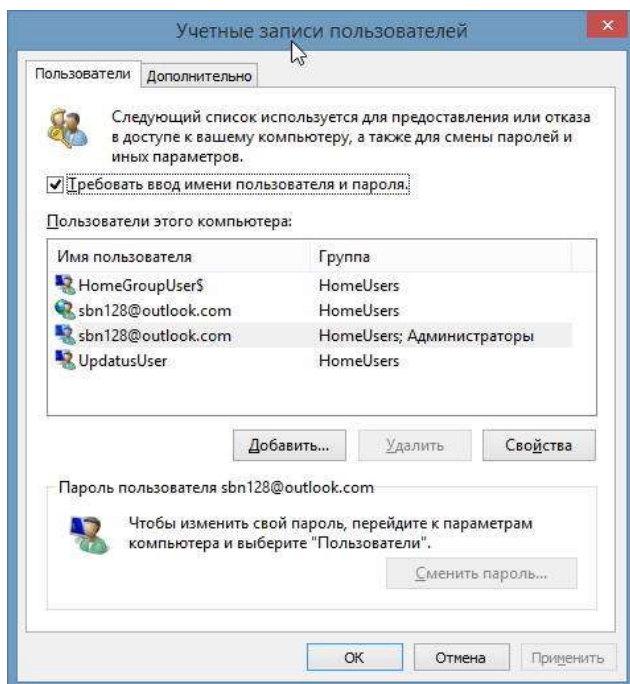 Учетные записи пользователей
Пользователи Дополнительно
Следующий список используется для предоставления или отказа
в доступе к вашему компьютеру, а также для смены паролей и
иных параметров.
Требовать ввод имени пользователя и пароля.
Пользователи этого компьютера:
Имя пользователя Группа
HomeGroupUser$ HomeUsers
sbn128@outlook.com HomeUsers
sbn128@outlook.com HomeUsers; Администраторы
UpdatusUser HomeUsers
Добавить... Удалить Свойства
Пароль пользователя sbn128@outlook.com
Чтобы изменить свой пароль, перейдите к параметрам
компьютера и выберите "Пользователи".
Сменить пароль...
ОК Отмена Применить